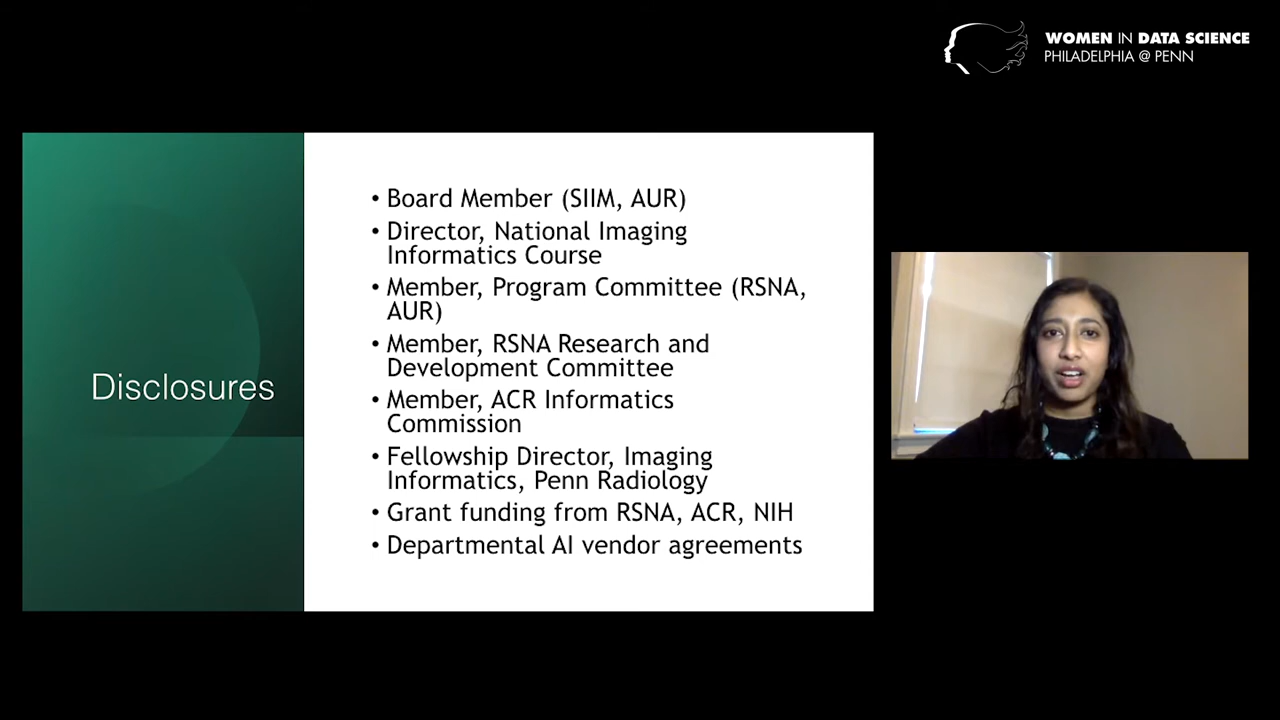 WOMEN IN DATA SCIENCE
PHILADELPHIA @ PENN
Disclosures
• Board Member (SIIM, AUR)
• Director, National Imaging
Informatics Course
• Member, Program Committee (RSNA,
AUR)
• Member, RSNA Research and
Development Committee
• Member, ACR Informatics
Commission
• Fellowship Director, Imaging
Informatics, Penn Radiology
• Grant funding from RSNA, ACR, NIH
• Departmental AI vendor agreements